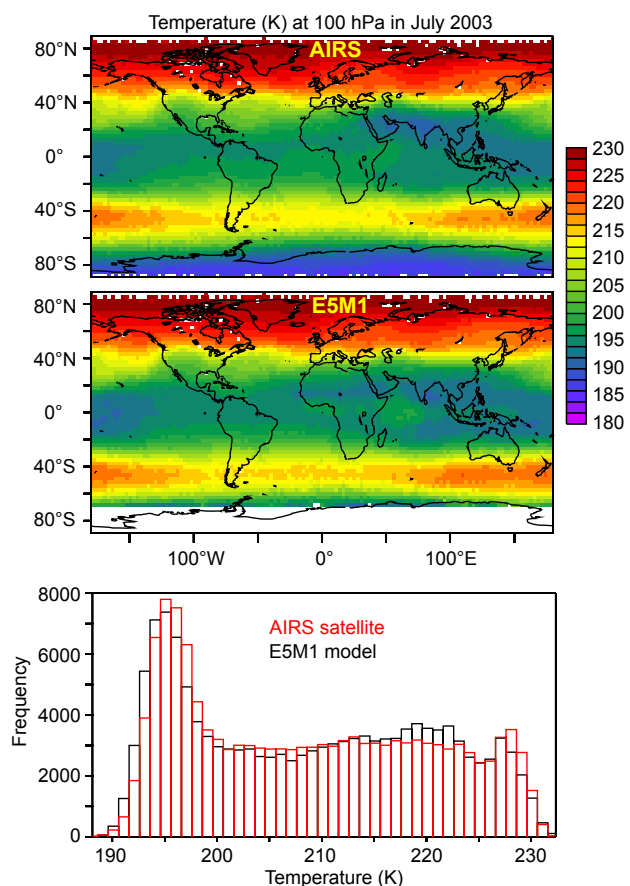 Temperature (K) at 100 hPa in July 2003
AIRS
80°N
40°N
0°
40°S
80°S
E5M1
80°N
40°N
0°
40°S
80°S
100°W 0° 100°E
230
225
220
215
210
205
200
195
190
185
180
8000
6000
4000
2000
0
Frequency
AIRS satellite
E5M1 model
190 200 210 220 230
Temperature (K)